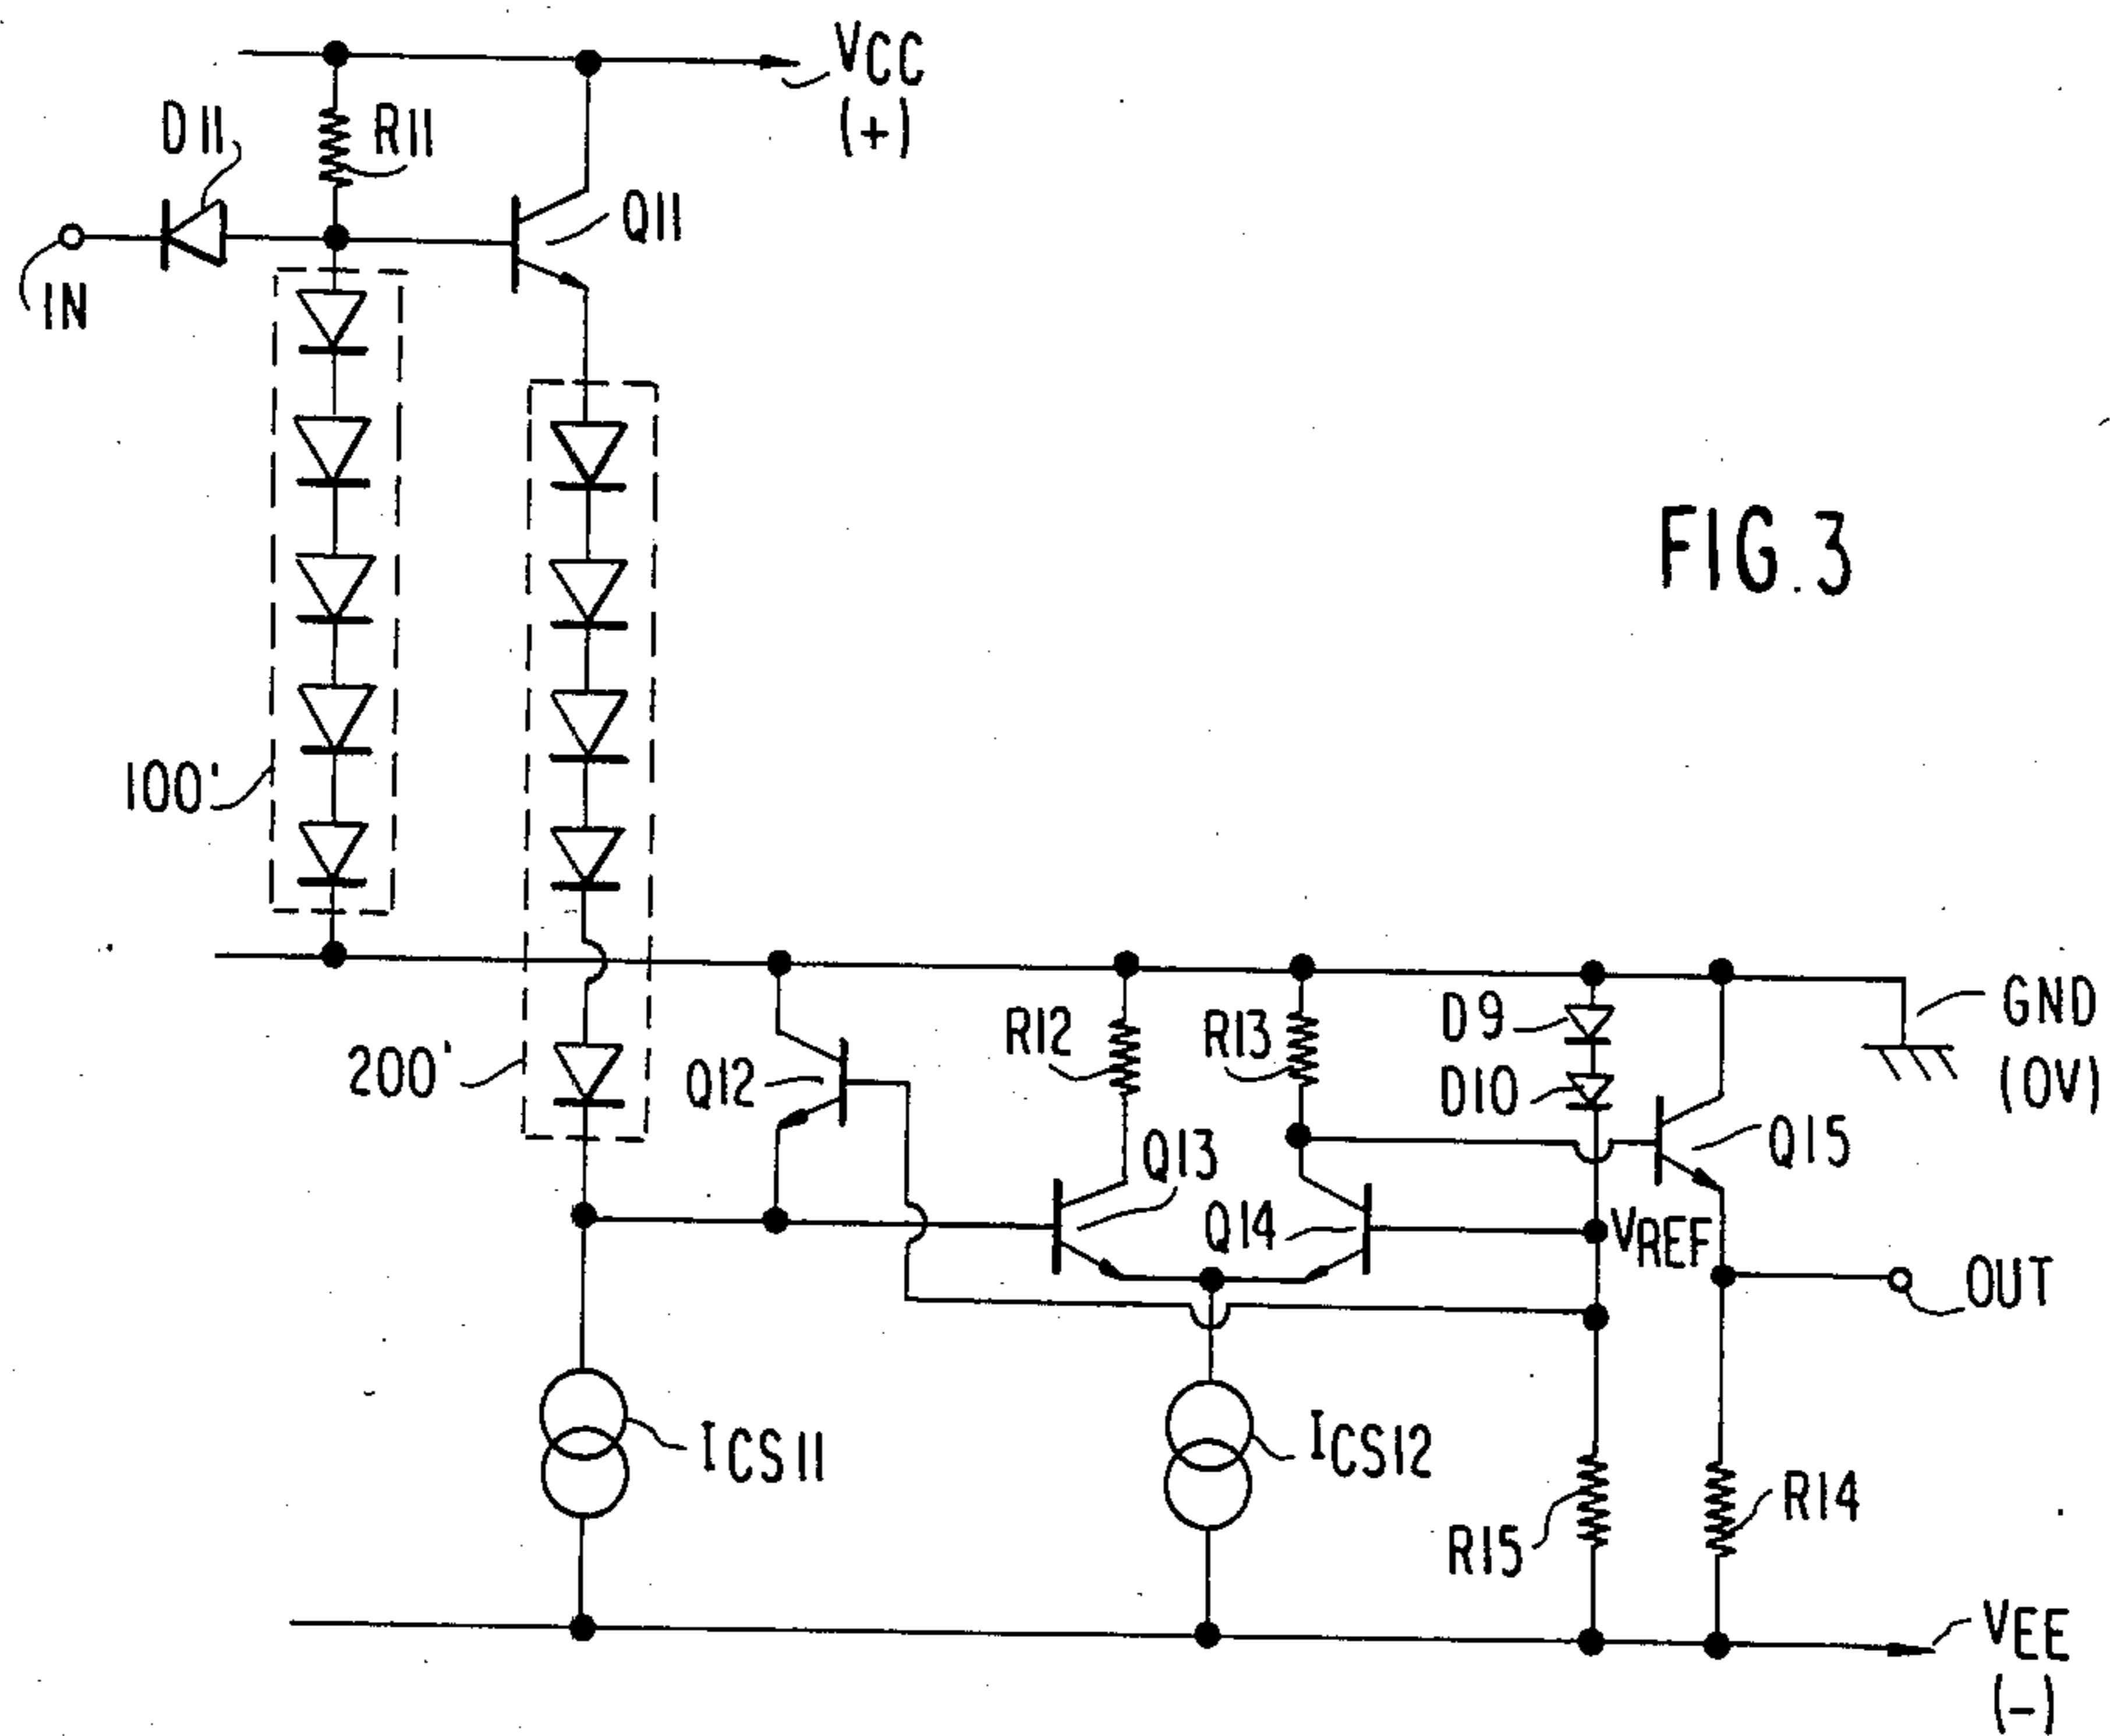 VCC
(+)
D11
R11
Q11
IN
FIG.3
100'
GND
(0V)
R12
R13
D9
D10
200'
Q12
Q13
Q14
Q15
VREF
OUT
ICS11
ICS12
R15
R14
VEE
(-)